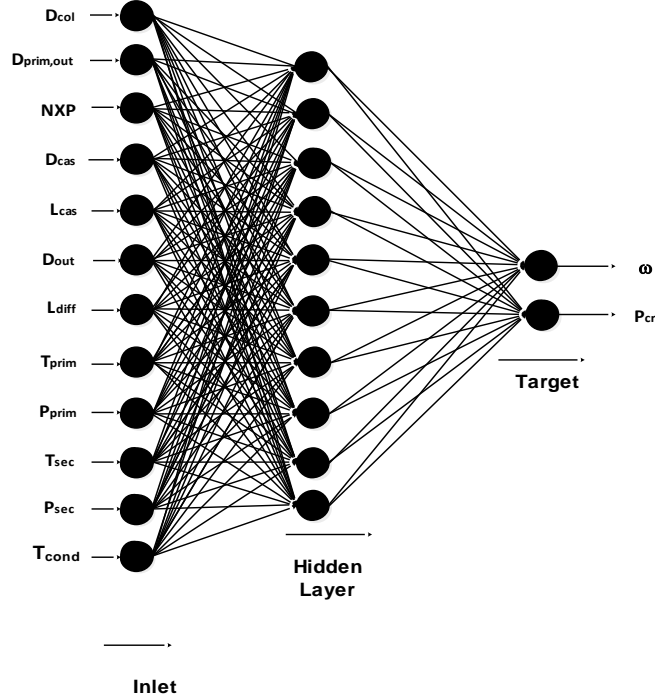 Dcol
Dprim,out
NXP
Dcas
Lcas
Dout
Ldiff
Tprim
Pprim
Tsec
Psec
Tcond
ω
Pcr
Target
Hidden
Layer
Inlet